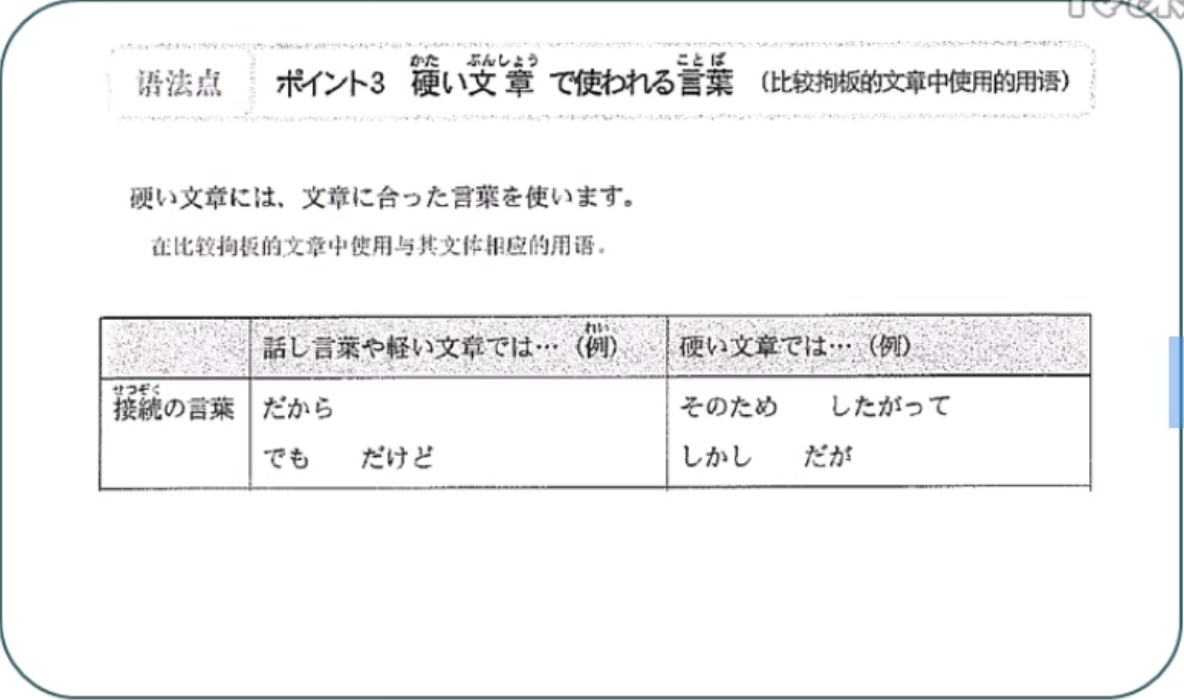 语法点 ポイント3 硬い文章で使われる言葉 （比较拘板的文章中使用的用语）
硬い文章には、文章に合った言葉を使います。
在比较拘板的文章中使用与其文体相应的用语。
話し言葉や軽い文章では…（例） 硬い文章では…（例）
接続の言葉 だから そのため したがって
でも だけど しかし だが